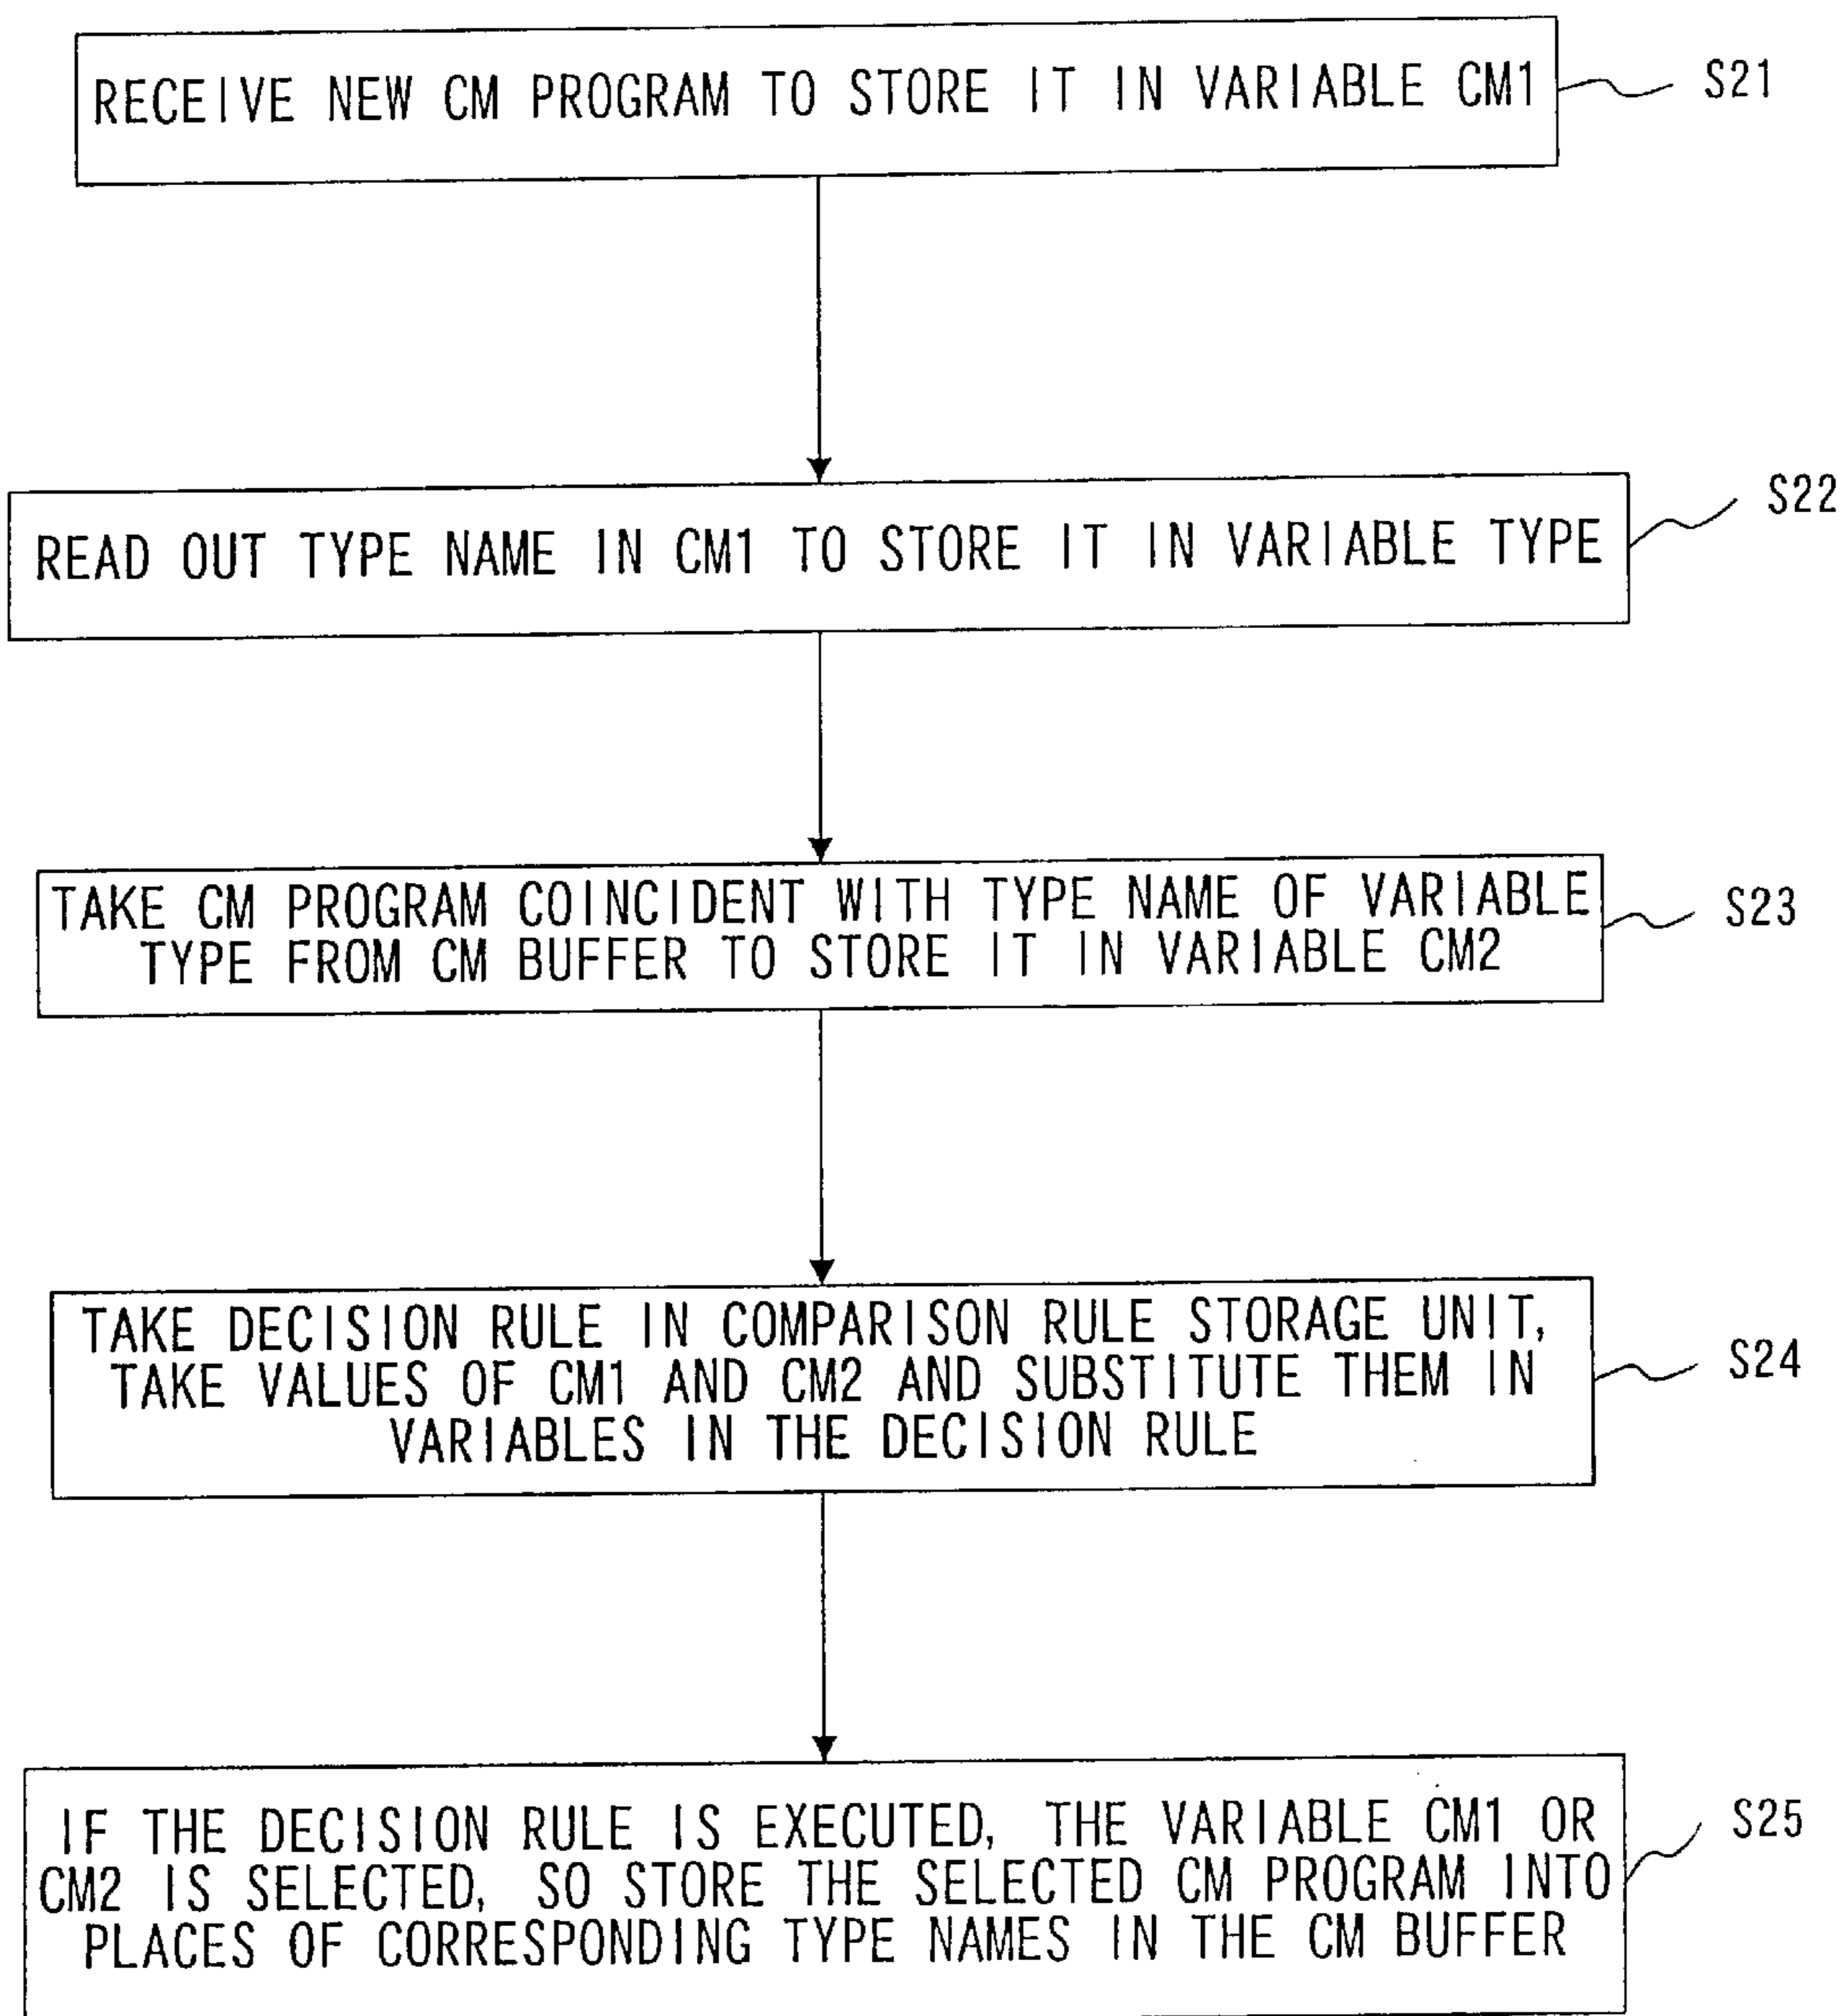 RECEIVE NEW CM PROGRAM TO STORE IT IN VARIABLE CM1
S21
READ OUT TYPE NAME IN CM1 TO STORE IT IN VARIABLE TYPE
S22
TAKE CM PROGRAM COINCIDENT WITH TYPE NAME OF VARIABLE
TYPE FROM CM BUFFER TO STORE IT IN VARIABLE CM2
S23
TAKE DECISION RULE IN COMPARISON RULE STORAGE UNIT,
TAKE VALUES OF CM1 AND CM2 AND SUBSTITUTE THEM IN
VARIABLES IN THE DECISION RULE
S24
IF THE DECISION RULE IS EXECUTED, THE VARIABLE CM1 OR
CM2 IS SELECTED, SO STORE THE SELECTED CM PROGRAM INTO
PLACES OF CORRESPONDING TYPE NAMES IN THE CM BUFFER
S25